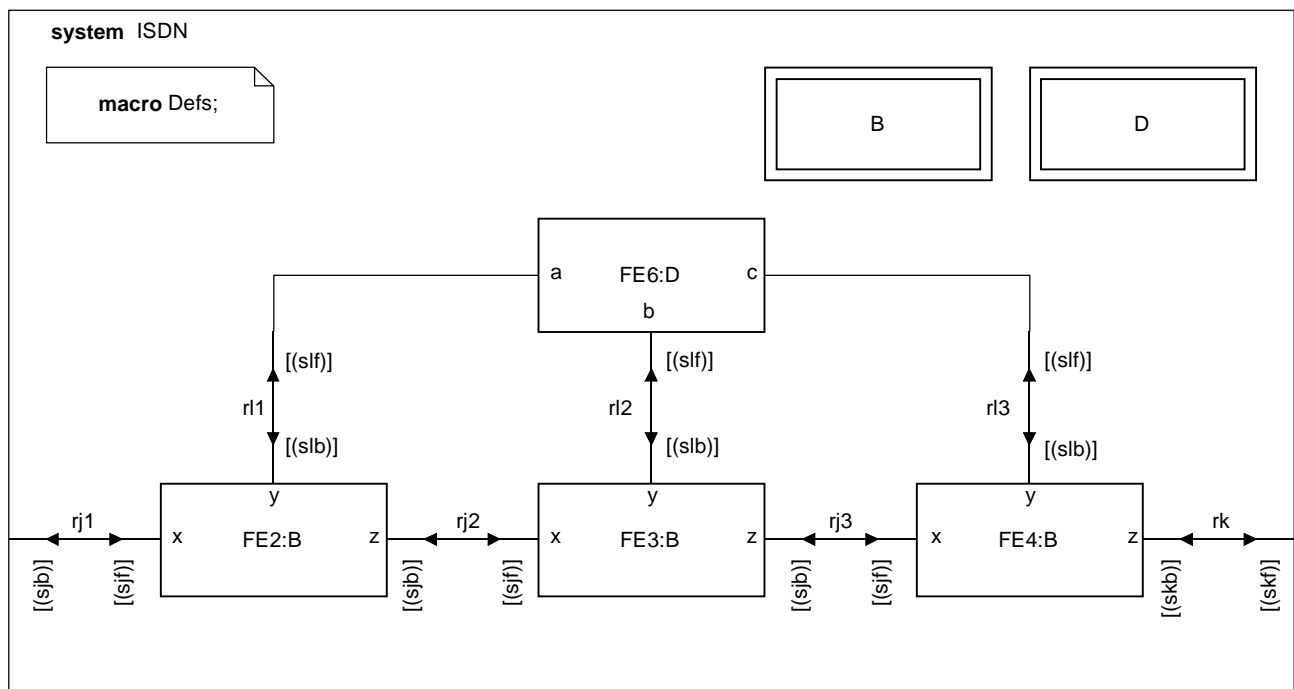 system ISDN
macro Defs;
B
D
a
FE6:D
c
b
[(slf)]
[(slf)]
[(slf)]
rl1
rl2
rl3
[(slb)]
[(slb)]
[(slb)]
y
y
y
rj1
rj2
rj3
rk
x
FE2:B
z
x
FE3:B
z
x
FE4:B
z
[(sjb)]
[(sjf)]
[(sjb)]
[(sjf)]
[(sjb)]
[(sjf)]
[(skb)]
[(skf)]